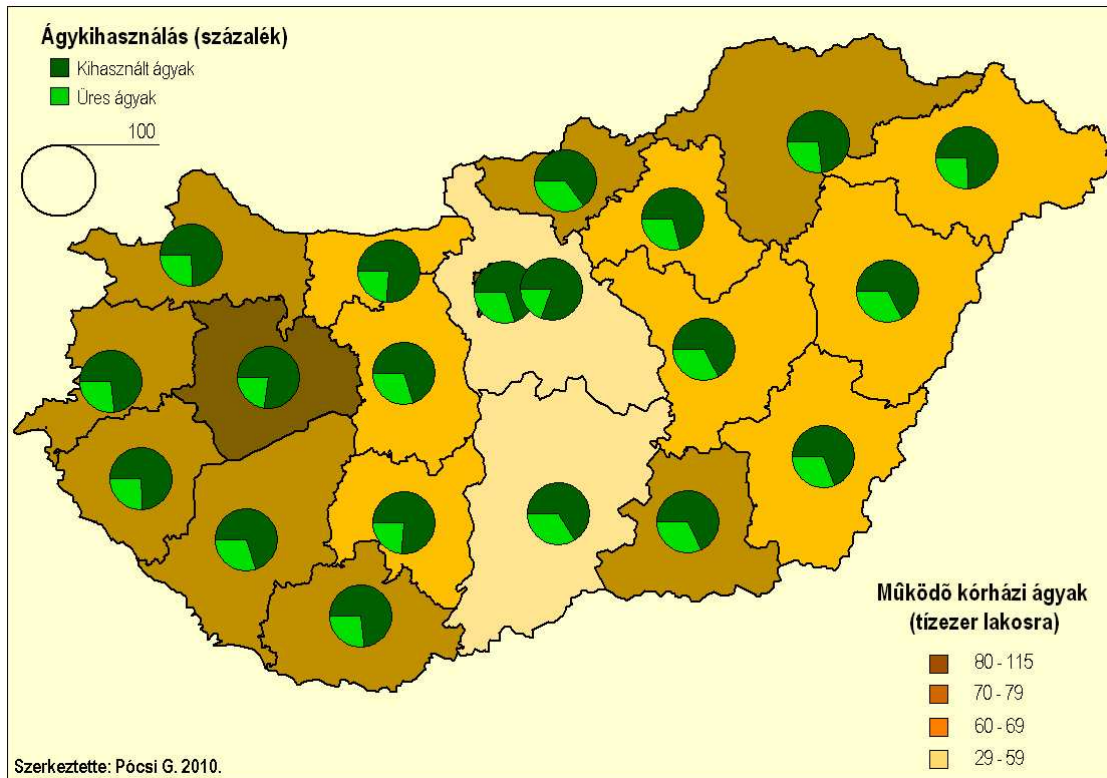 Ágykihasználás (százalék)
Kihasznált ágyak
Üres ágyak
100
Mûködõ kórházi ágyak
(tízezer lakosra)
80 - 115
70 - 79
60 - 69
29 - 59
Szerkeztette: Pócsi G. 2010.